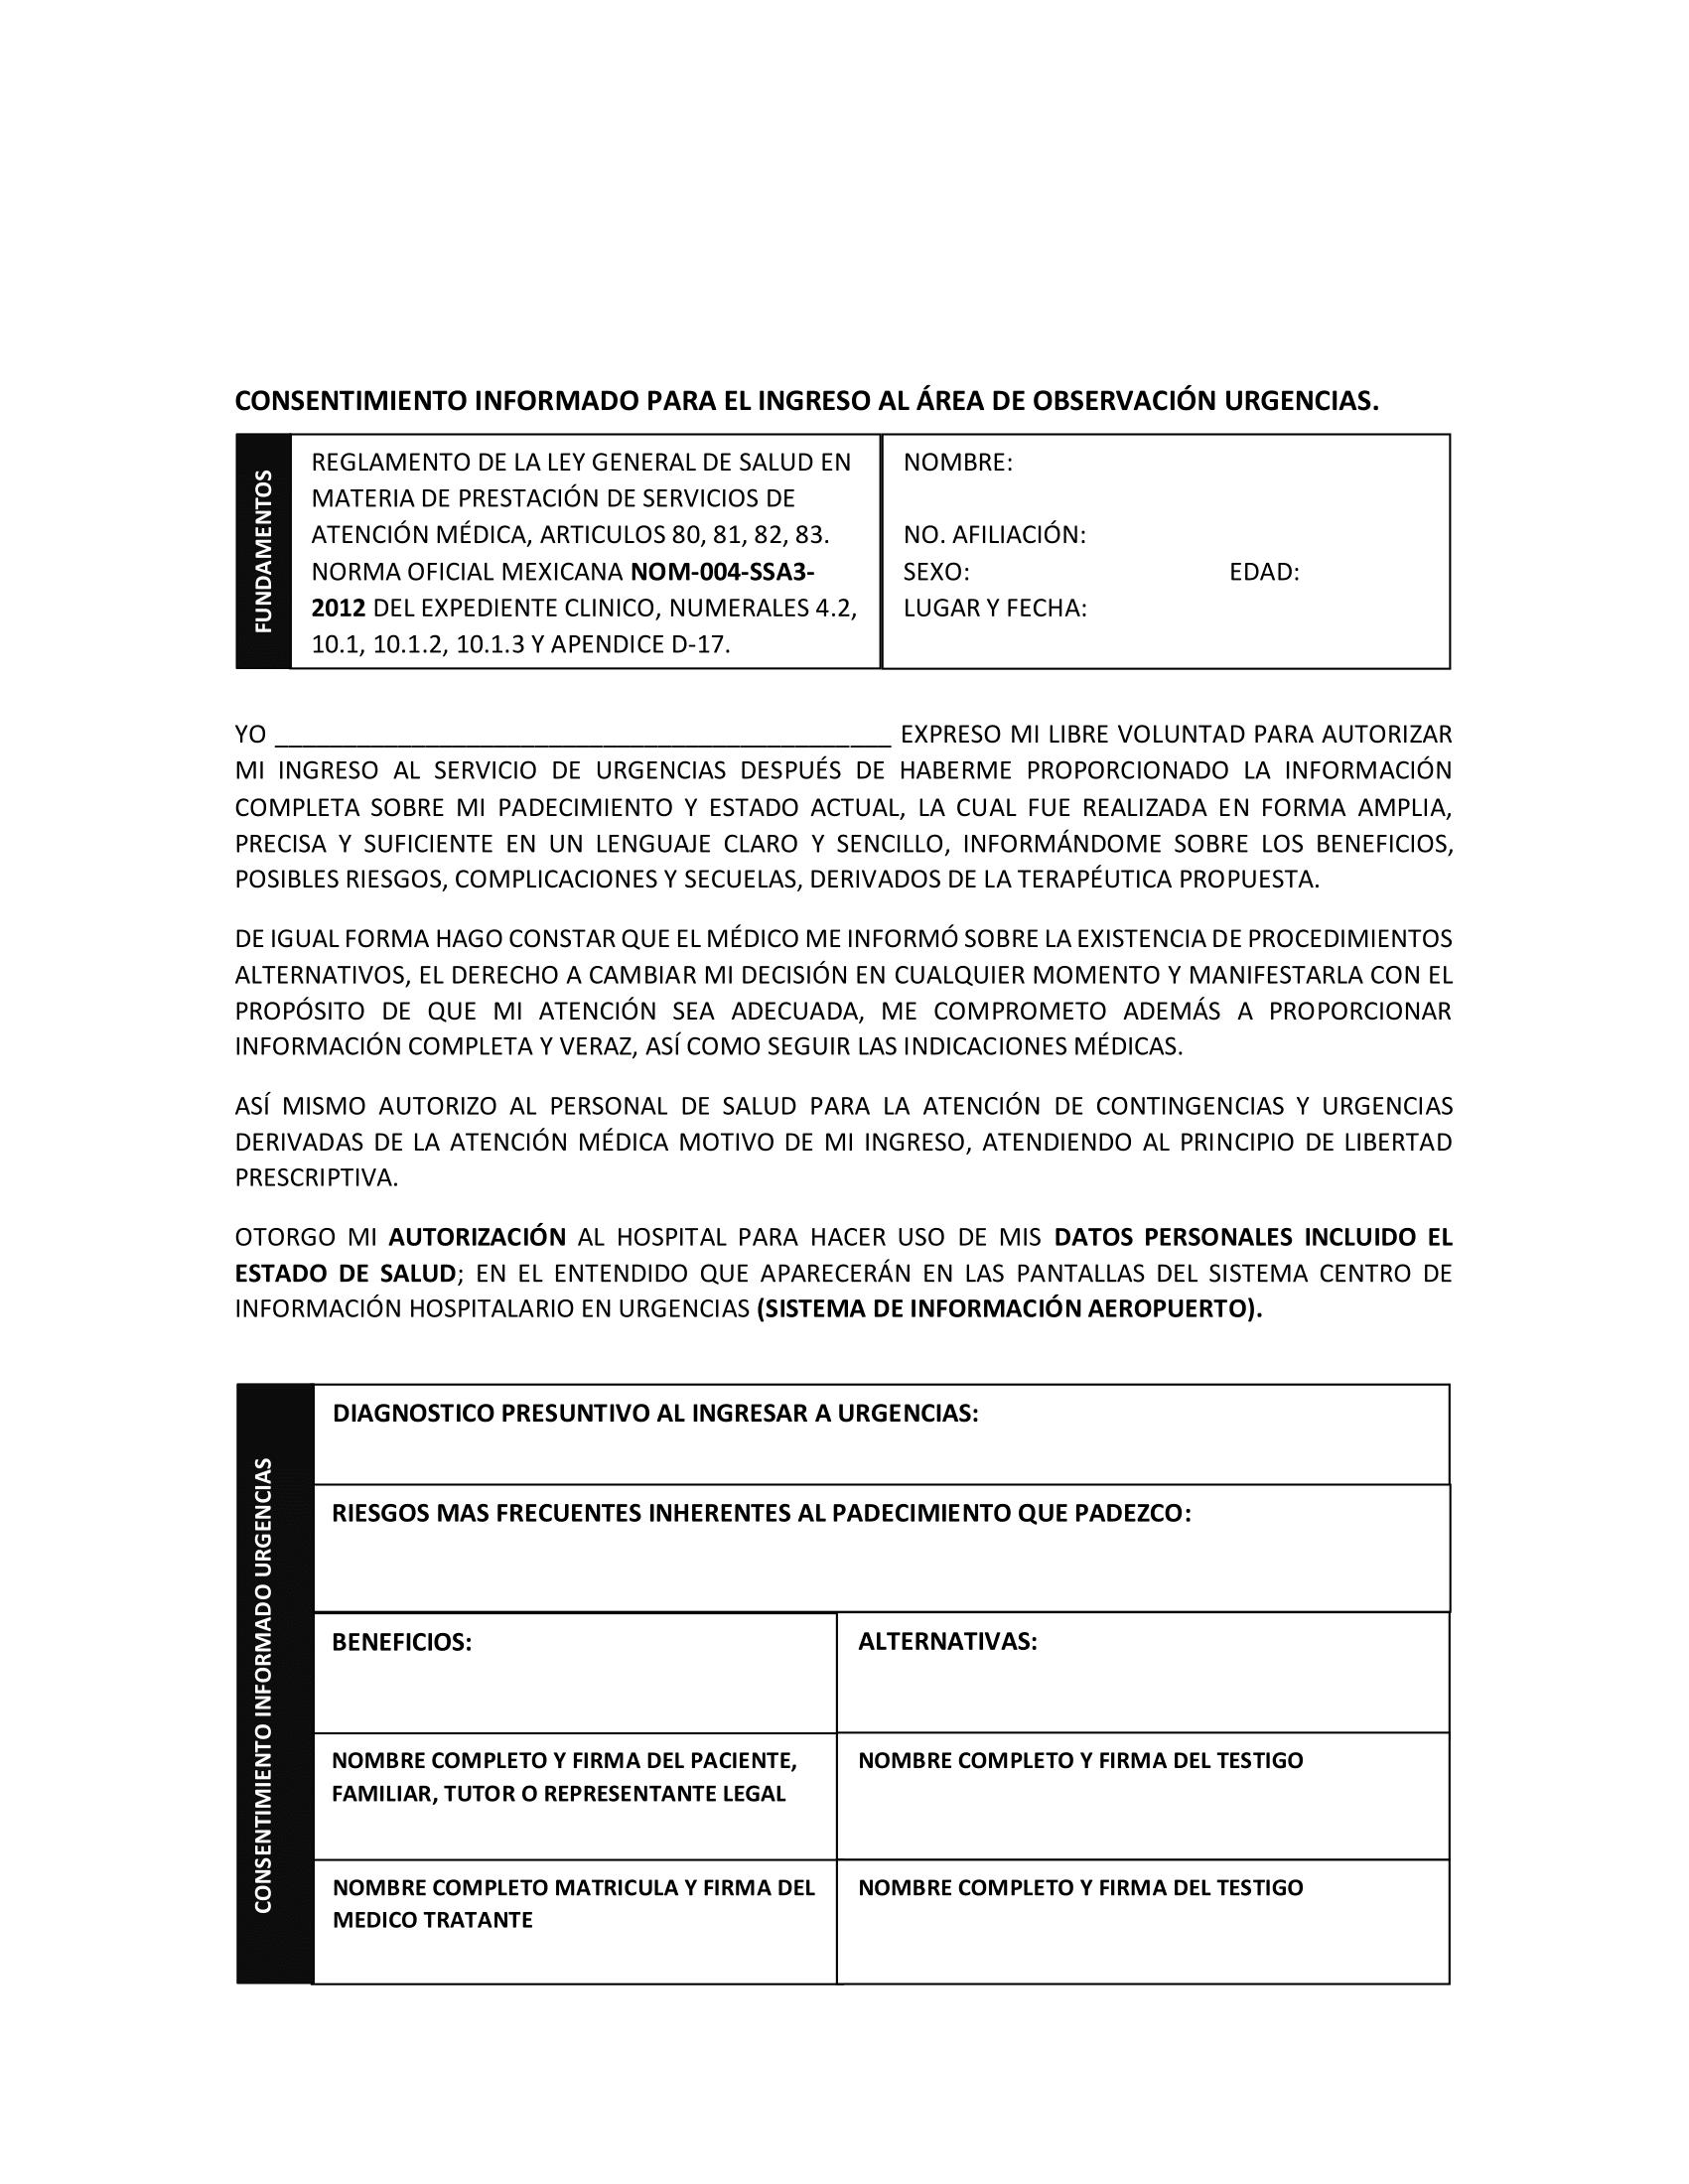 CONSENTIMIENTO INFORMADO PARA EL INGRESO AL ÁREA DE OBSERVACIÓN URGENCIAS.
FUNDAMENTOS
REGLAMENTO DE LA LEY GENERAL DE SALUD EN
MATERIA DE PRESTACIÓN DE SERVICIOS DE
ATENCIÓN MÉDICA, ARTICULOS 80, 81, 82, 83.
NORMA OFICIAL MEXICANA NOM-004-SSA3-
2012 DEL EXPEDIENTE CLINICO, NUMERALES 4.2,
10.1, 10.1.2, 10.1.3 Y APENDICE D-17.
NOMBRE:
NO. AFILIACIÓN:
SEXO: EDAD:
LUGAR Y FECHA:
YO ______________________________________________ EXPRESO MI LIBRE VOLUNTAD PARA AUTORIZAR
MI INGRESO AL SERVICIO DE URGENCIAS DESPUÉS DE HABERME PROPORCIONADO LA INFORMACIÓN
COMPLETA SOBRE MI PADECIMIENTO Y ESTADO ACTUAL, LA CUAL FUE REALIZADA EN FORMA AMPLIA,
PRECISA Y SUFICIENTE EN UN LENGUAJE CLARO Y SENCILLO, INFORMÁNDOME SOBRE LOS BENEFICIOS,
POSIBLES RIESGOS, COMPLICACIONES Y SECUELAS, DERIVADOS DE LA TERAPÉUTICA PROPUESTA.
DE IGUAL FORMA HAGO CONSTAR QUE EL MÉDICO ME INFORMÓ SOBRE LA EXISTENCIA DE PROCEDIMIENTOS
ALTERNATIVOS, EL DERECHO A CAMBIAR MI DECISIÓN EN CUALQUIER MOMENTO Y MANIFESTARLA CON EL
PROPÓSITO DE QUE MI ATENCIÓN SEA ADECUADA, ME COMPROMETO ADEMÁS A PROPORCIONAR
INFORMACIÓN COMPLETA Y VERAZ, ASÍ COMO SEGUIR LAS INDICACIONES MÉDICAS.
ASÍ MISMO AUTORIZO AL PERSONAL DE SALUD PARA LA ATENCIÓN DE CONTINGENCIAS Y URGENCIAS
DERIVADAS DE LA ATENCIÓN MÉDICA MOTIVO DE MI INGRESO, ATENDIENDO AL PRINCIPIO DE LIBERTAD
PRESCRIPTIVA.
OTORGO MI AUTORIZACIÓN AL HOSPITAL PARA HACER USO DE MIS DATOS PERSONALES INCLUIDO EL
ESTADO DE SALUD; EN EL ENTENDIDO QUE APARECERÁN EN LAS PANTALLAS DEL SISTEMA CENTRO DE
INFORMACIÓN HOSPITALARIO EN URGENCIAS (SISTEMA DE INFORMACIÓN AEROPUERTO).
CONSENTIMIENTO INFORMADO URGENCIAS
DIAGNOSTICO PRESUNTIVO AL INGRESAR A URGENCIAS:
RIESGOS MAS FRECUENTES INHERENTES AL PADECIMIENTO QUE PADEZCO:
BENEFICIOS:
ALTERNATIVAS:
NOMBRE COMPLETO Y FIRMA DEL PACIENTE,
FAMILIAR, TUTOR O REPRESENTANTE LEGAL
NOMBRE COMPLETO Y FIRMA DEL TESTIGO
NOMBRE COMPLETO MATRICULA Y FIRMA DEL
MEDICO TRATANTE
NOMBRE COMPLETO Y FIRMA DEL TESTIGO